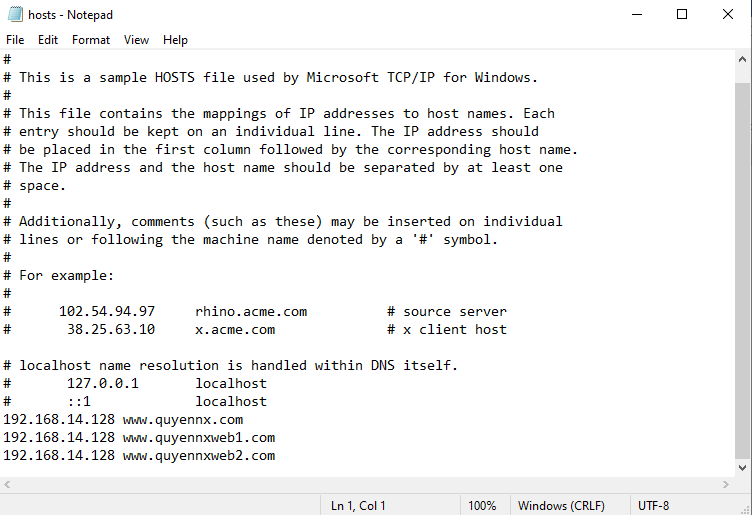 hosts - Notepad
File Edit Format View Help
#
# This is a sample HOSTS file used by Microsoft TCP/IP for Windows.
#
# This file contains the mappings of IP addresses to host names. Each
# entry should be kept on an individual line. The IP address should
# be placed in the first column followed by the corresponding host name.
# The IP address and the host name should be separated by at least one
# space.
#
# Additionally, comments (such as these) may be inserted on individual
# lines or following the machine name denoted by a '#' symbol.
#
# For example:
#
#      102.54.94.97     rhino.acme.com          # source server
#       38.25.63.10     x.acme.com              # x client host

# localhost name resolution is handled within DNS itself.
#       127.0.0.1       localhost
#       ::1             localhost
192.168.14.128 www.quyennx.com
192.168.14.128 www.quyennxweb1.com
192.168.14.128 www.quyennxweb2.com
Ln 1, Col 1 100% Windows (CRLF) UTF-8